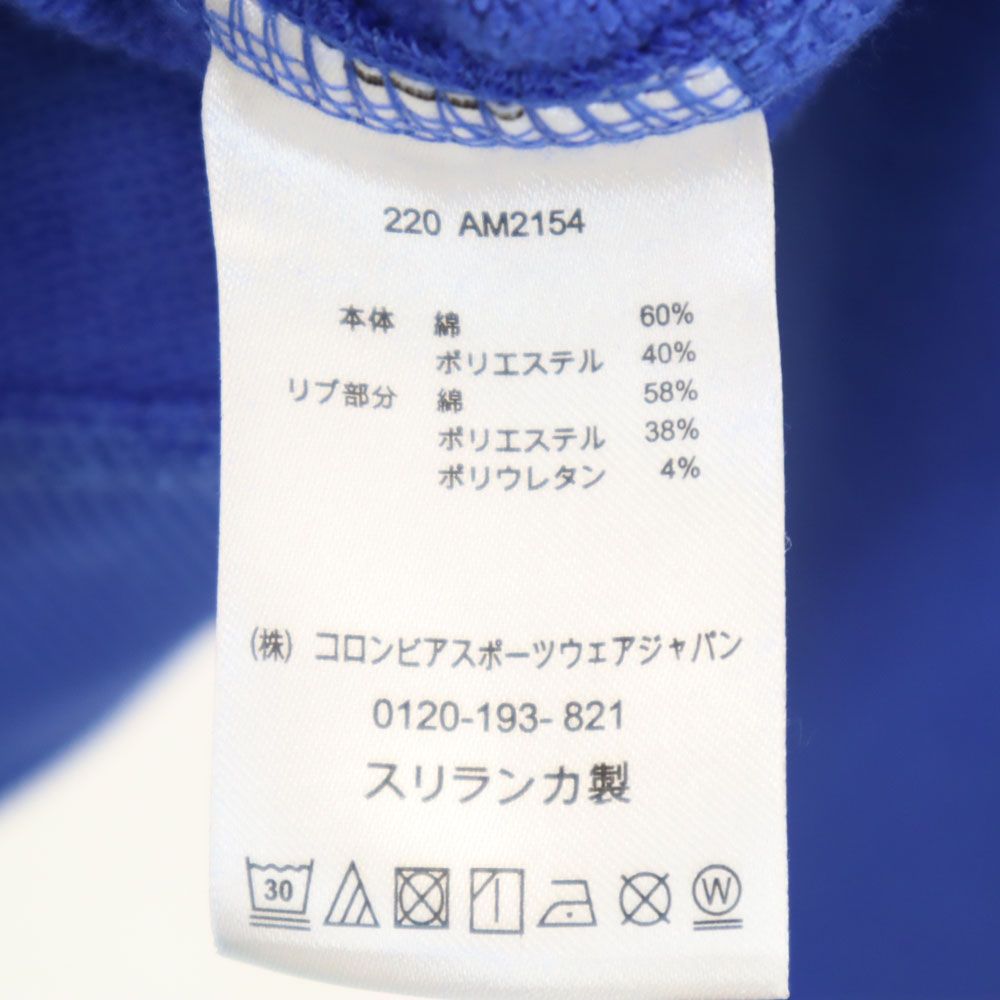 220 AM2154
本体 綿 60%
ポリエステル 40%
リブ部分 綿 58%
ポリエステル 38%
ポリウレタン 4%
(株) コロンビアスポーツウェアジャパン
0120-193- 821
スリランカ製
30 W